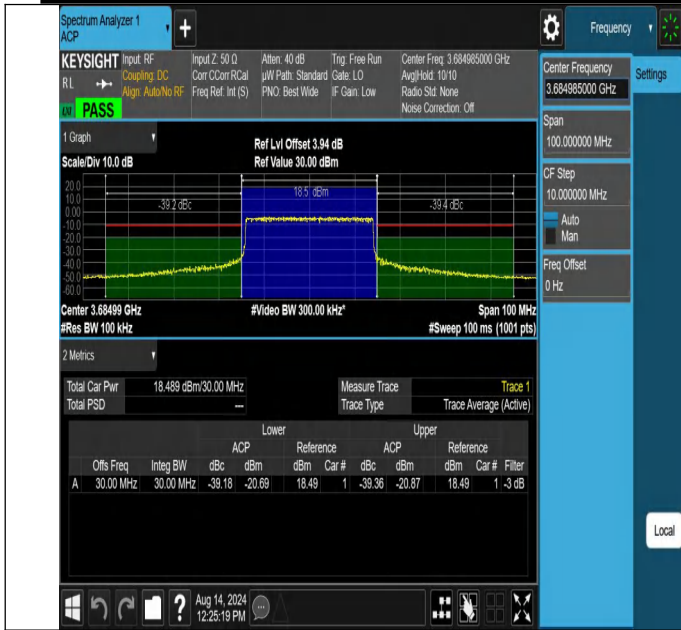 Spectrum Analyzer 1
ACP
+
Frequency
KEYSIGHT Input: RF Input Z: 50 Ω Atten: 40 dB Trig: Free Run Center Freq: 3.684985000 GHz
RL Coupling: DC Corr CCorr RCal µW Path: Standard Gate: LO Avg|Hold: 10/10
Align: Auto/No RF Freq Ref: Int (S) PNO: Best Wide IF Gain: Low Radio Std: None
PASS Noise Correction: Off
Center Frequency
3.684985000 GHz
Settings
Span
100.000000 MHz
CF Step
10.000000 MHz
Auto
Man
Freq Offset
0 Hz
1 Graph
Ref Lvl Offset 3.94 dB
Scale/Div 10.0 dB Ref Value 30.00 dBm
20.0
10.0
0.00
-10.0
-20.0
-30.0
-40.0
-50.0
-60.0
-39.2 dBc 18.5 dBm -39.4 dBc
Center 3.68499 GHz #Video BW 300.00 kHz* Span 100 MHz
#Res BW 100 kHz #Sweep 100 ms (1001 pts)
2 Metrics
Total Car Pwr 18.489 dBm/30.00 MHz Measure Trace Trace 1
Total PSD --- Trace Type Trace Average (Active)
Lower Upper
ACP Reference ACP Reference
Offs Freq Integ BW dBc dBm dBm Car # dBc dBm dBm Car # Filter
A 30.00 MHz 30.00 MHz -39.18 -20.69 18.49 1 -39.36 -20.87 18.49 1 -3 dB
Local
? Aug 14, 2024
12:25:19 PM